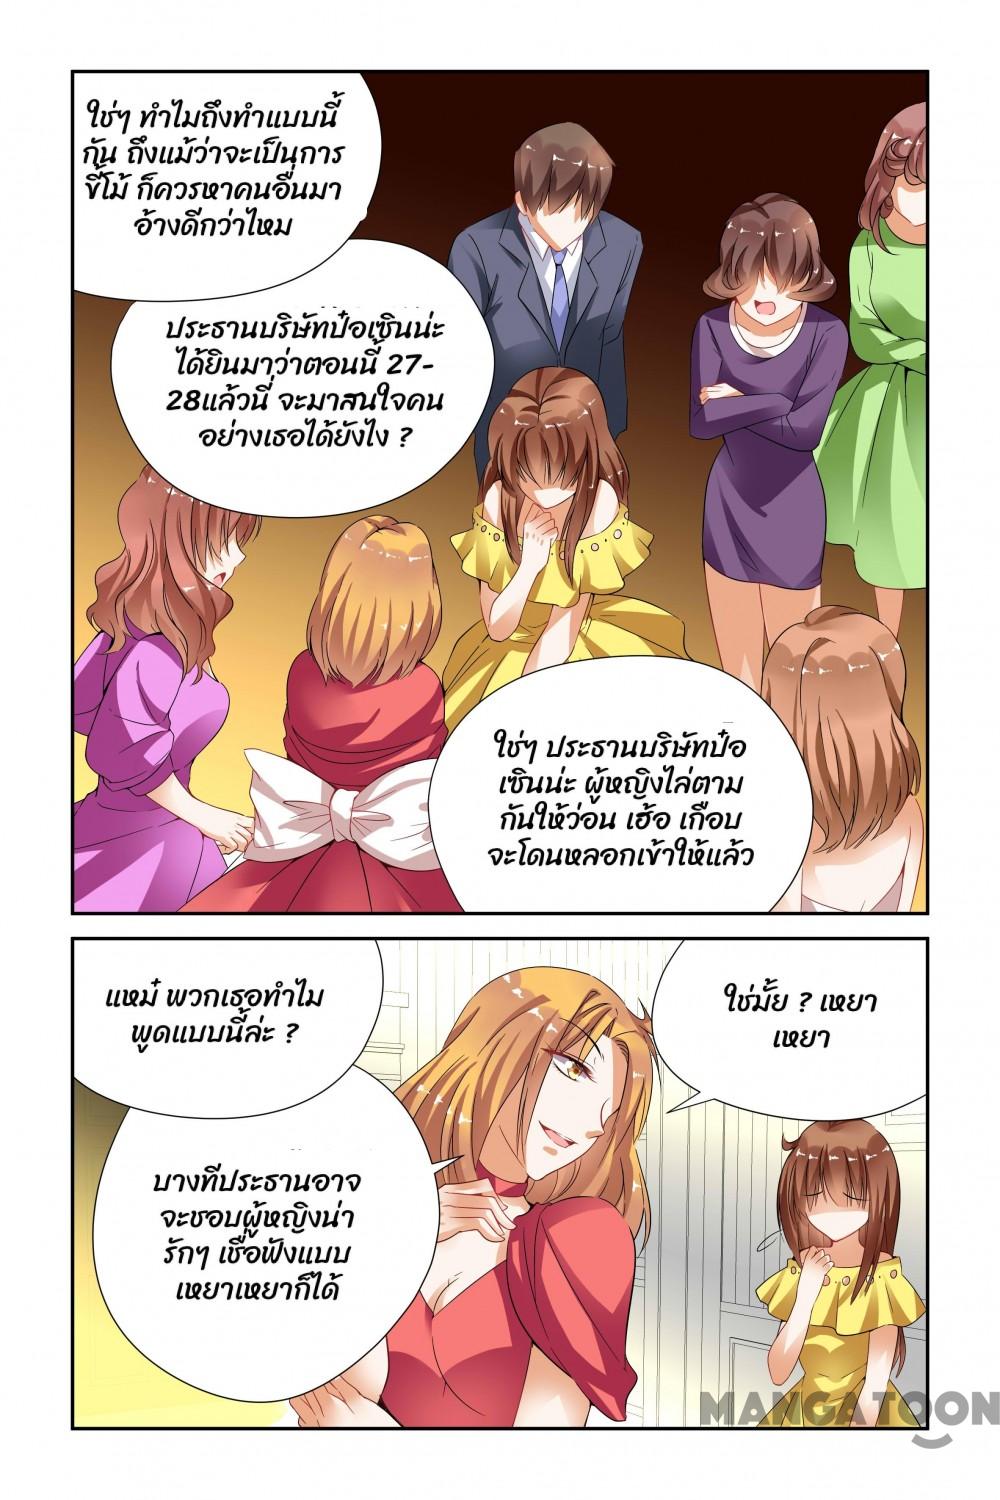 ใช่ๆ ทำไมถึงทำแบบนี้
กัน ถึงแม้ว่าจะเป็นการ
ขี้โม้ ก็ควรหาคนอื่นมา
อ้างดีกว่าไหม
ประธานบริษัทป๋อเซินน่ะ
ได้ยินมาว่าตอนนี้ 27-
28แล้วนี่ จะมาสนใจคน
อย่างเธอได้ยังไง ?
ใช่ๆ ประธานบริษัทป๋อ
เซินน่ะ ผู้หญิงไล่ตาม
กันให้ว่อน เฮ้อ เกือบ
จะโดนหลอกเข้าให้แล้ว
แหม๋ พวกเธอทำไม
พูดแบบนี้ล่ะ ?
ใช่มั้ย ? เหยา
เหยา
บางทีประธานอาจ
จะชอบผู้หญิงน่า
รักๆ เชื่อฟังแบบ
เหยาเหยาก็ได้
MANGATOON